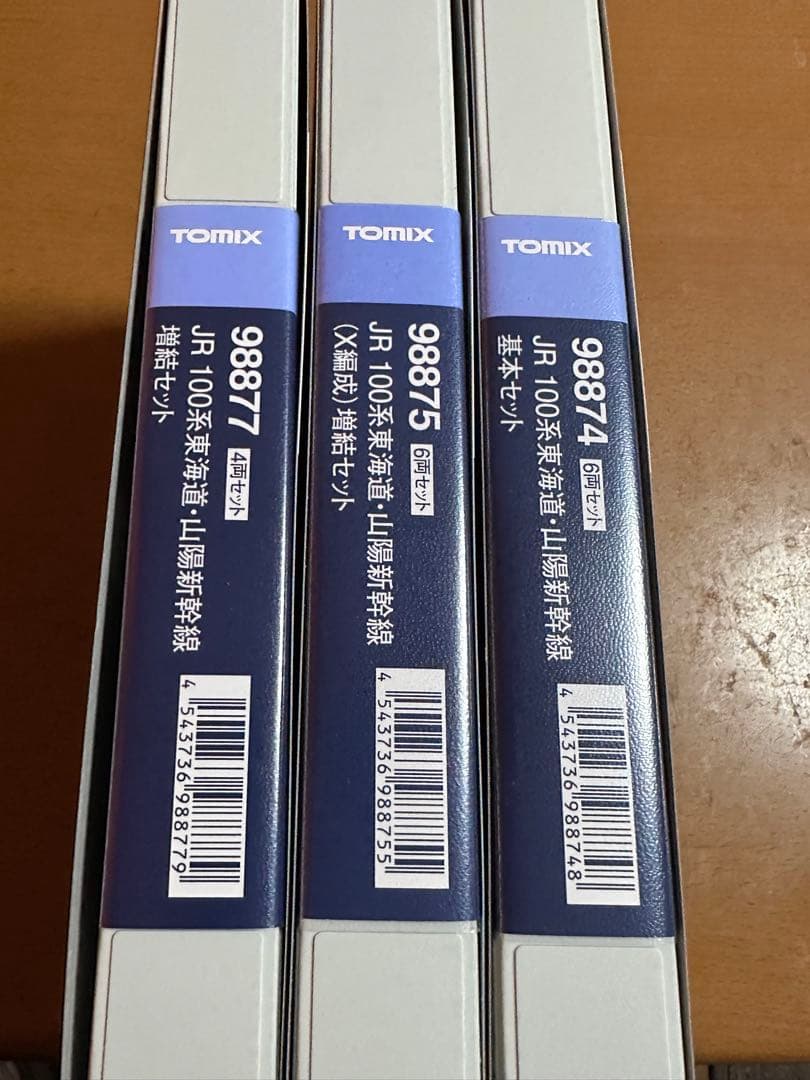 TOMIX
98877 4両セット
JR 100系東海道・山陽新幹線
増結セット
4 543736 988779
TOMIX
98875 6両セット
JR 100系東海道・山陽新幹線
(X編成)増結セット
4 543736 988755
TOMIX
98874 6両セット
JR 100系東海道・山陽新幹線
基本セット
4 543736 988748